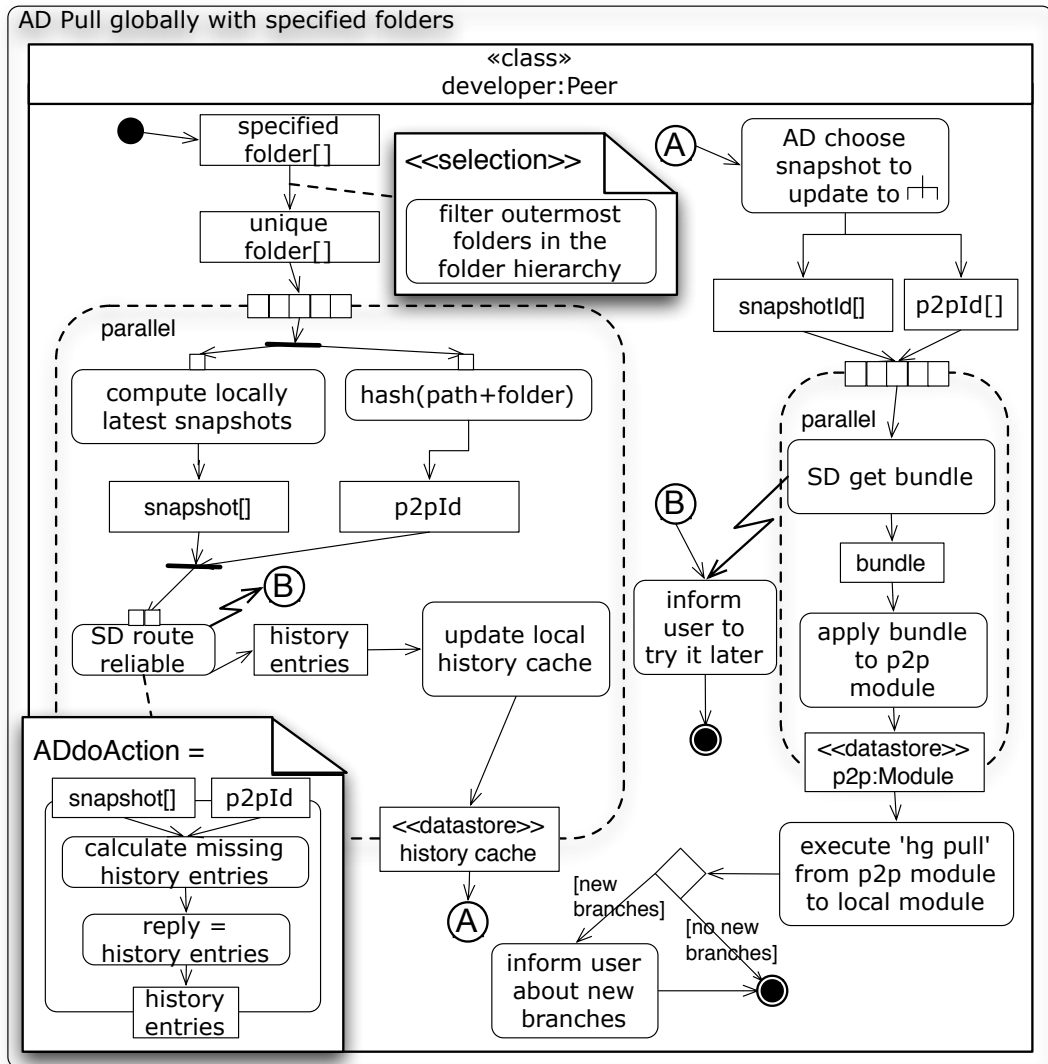 AD Pull globally with specified folders
«class»
developer:Peer
specified
folder[]
<<selection>>
filter outermost
folders in the
folder hierarchy
unique
folder[]
parallel
compute locally
latest snapshots
hash(path+folder)
snapshot[]
p2pId
B
SD route
reliable
history
entries
update local
history cache
ADdoAction =
snapshot[]
p2pId
calculate missing
history entries
reply =
history entries
history
entries
<<datastore>>
history cache
A
A
AD choose
snapshot to
update to
snapshotId[]
p2pId[]
parallel
SD get bundle
B
bundle
inform
user to
try it later
apply bundle
to p2p
module
<<datastore>>
p2p:Module
execute 'hg pull'
from p2p module
to local module
[new
branches]
[no new
branches]
inform user
about new
branches